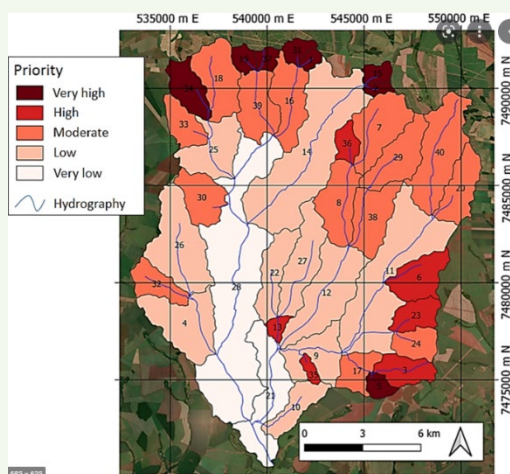 535000 m E
540000 m E
545000 m E
550000 m E
Priority
Very high
High
Moderate
Low
Very low
Hydrography
7490000 m N
7485000 m N
7480000 m N
7475000 m N
18
39
16
14
33
25
36
7
29
40
20
30
8
38
26
28
22
27
12
11
6
32
4
13
23
24
9
35
17
3
21
10
0
3
6 km